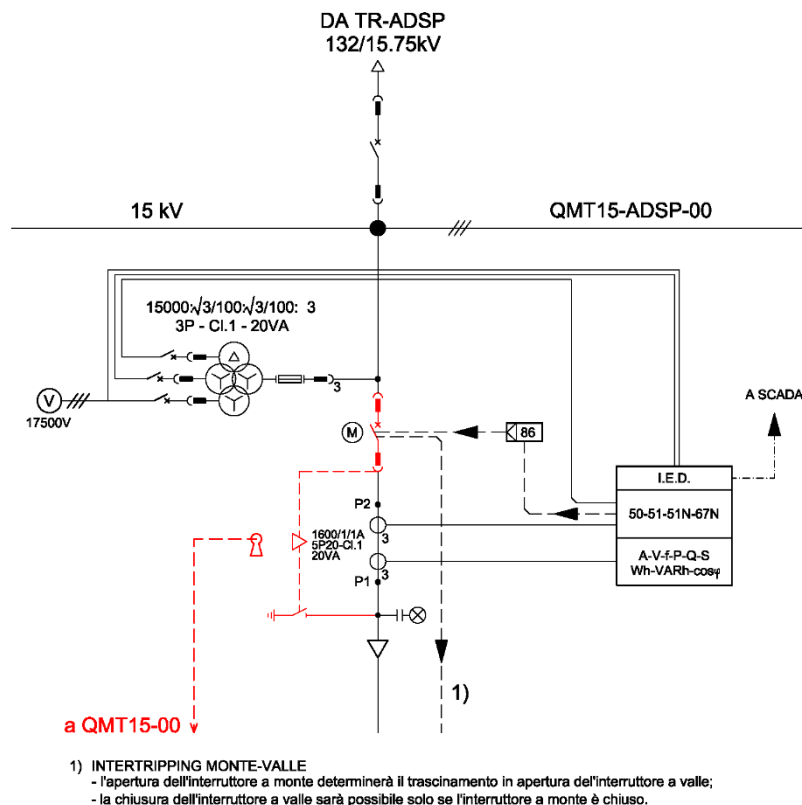 DA TR-ADSP
132/15.75kV
15 kV
QMT15-ADSP-00
15000:√3/100:√3/100: 3
3P - Cl.1 - 20VA
3
V
17500V
A SCADA
M
86
I.E.D.
50-51-51N-67N
P2
1600/1/1A
5P20-Cl.1
20VA
3
3
P1
A-V-f-P-Q-S
Wh-VARh-cosφ
1)
a QMT15-00
1) INTERTRIPPING MONTE-VALLE
- l'apertura dell'interruttore a monte determinerà il trascinamento in apertura del'interruttore a valle;
- la chiusura dell'interruttore a valle sarà possibile solo se l'interruttore a monte è chiuso.